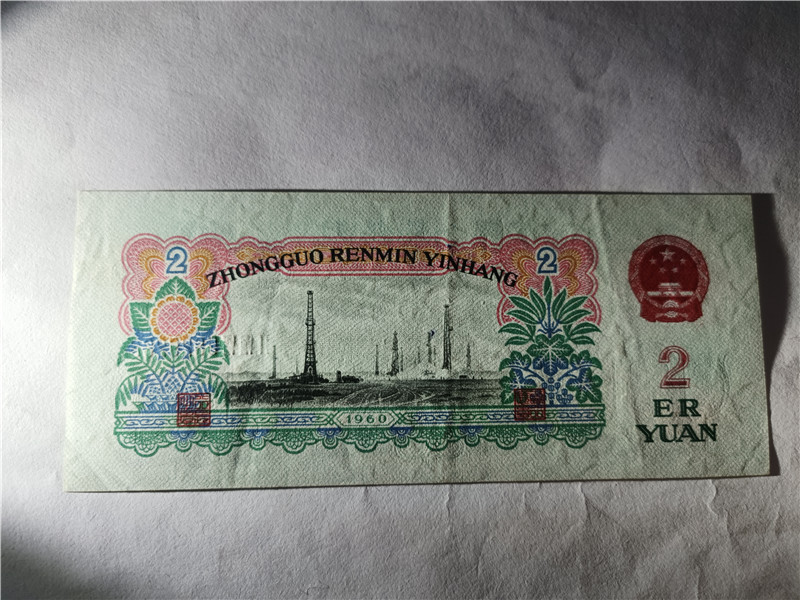 2
2
ZHONGGUO RENMIN YINHANG
1960
2
ER
YUAN